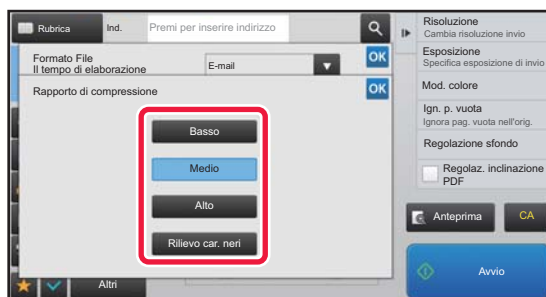 Rubrica
Ind.
Premi per inserire indirizzo
Formato File
Il tempo di elaborazione
E-mail
OK
Rapporto di compressione
OK
Basso
Medio
Alto
Rilievo car. neri
Altri
Risoluzione
Cambia risoluzione invio
Esposizione
Specifica esposizione di invio
Mod. colore
Ign. p. vuota
Ignora pag. vuota nell'orig.
Regolazione sfondo
Regolaz. inclinazione
PDF
Anteprima
CA
Avvio